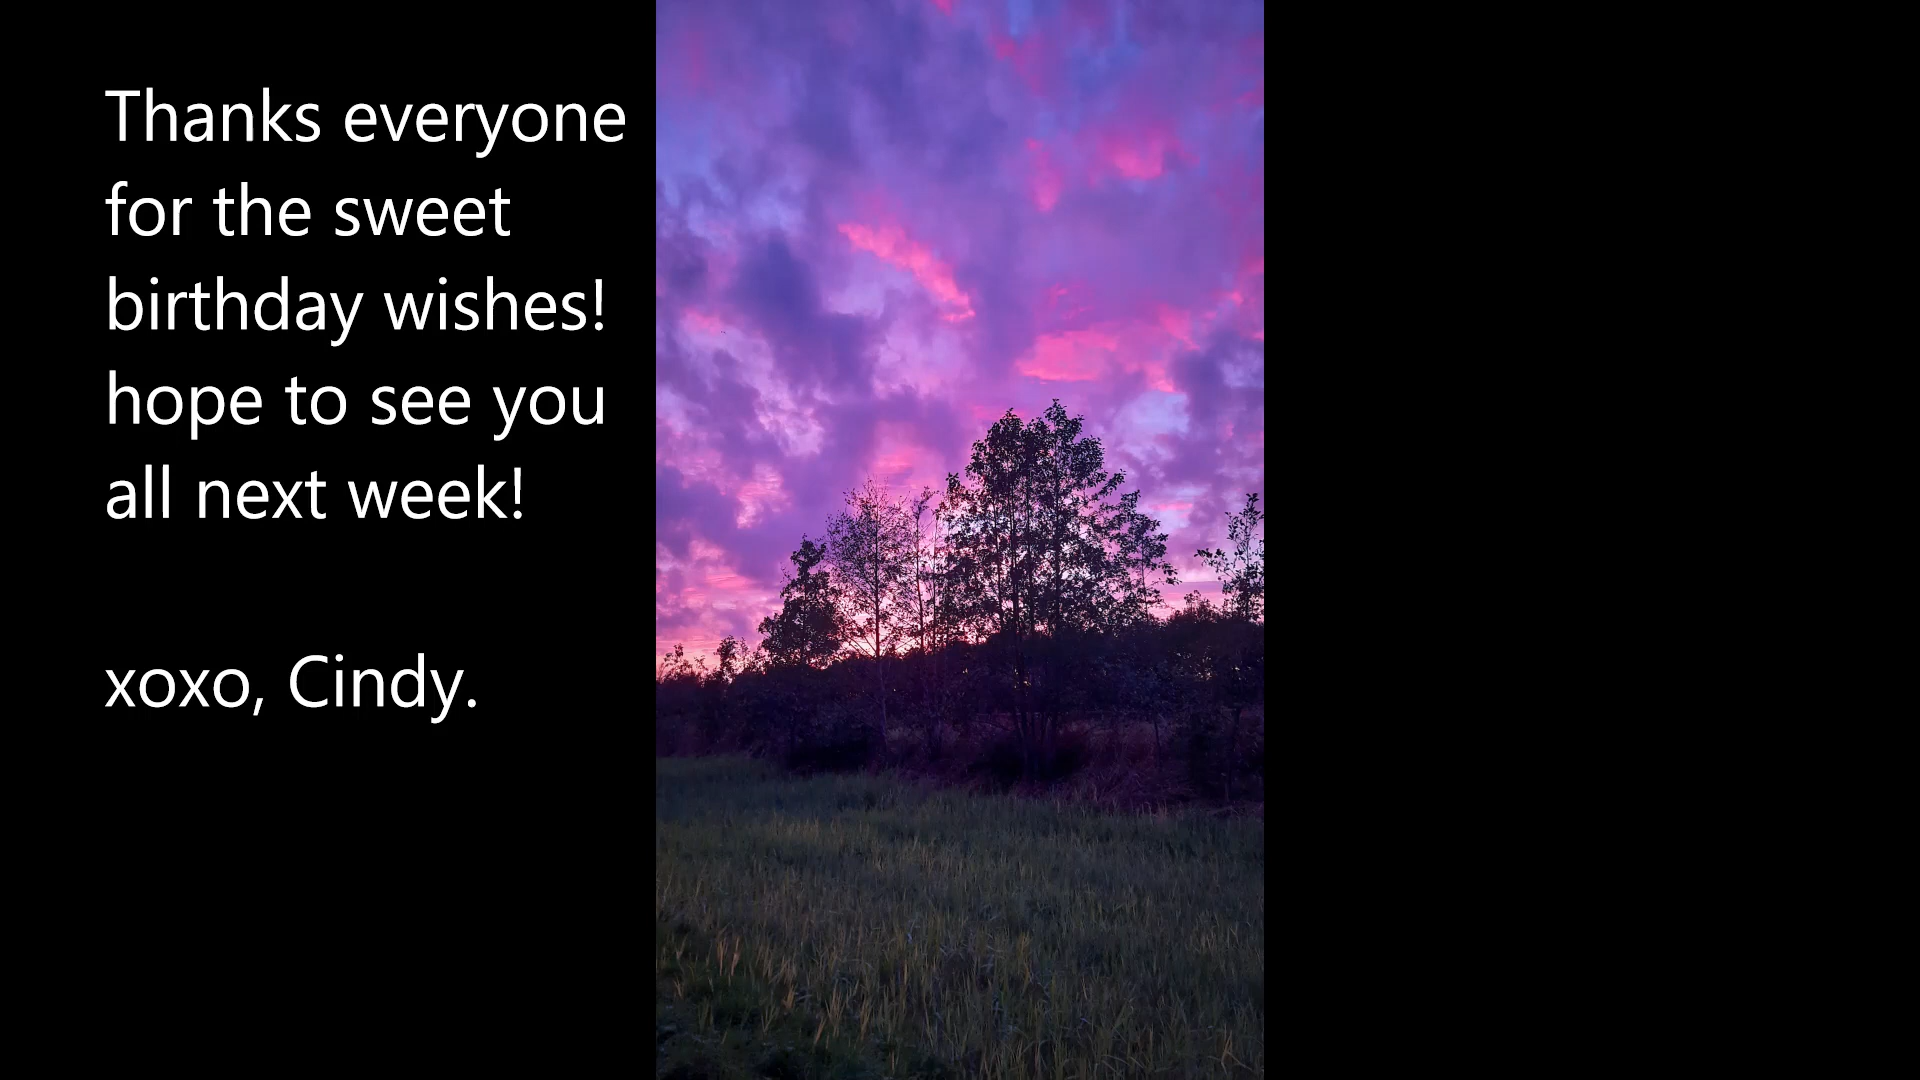 Thanks everyone
for the sweet
birthday wishes!
hope to see you
all next week!
xoxo, Cindy.